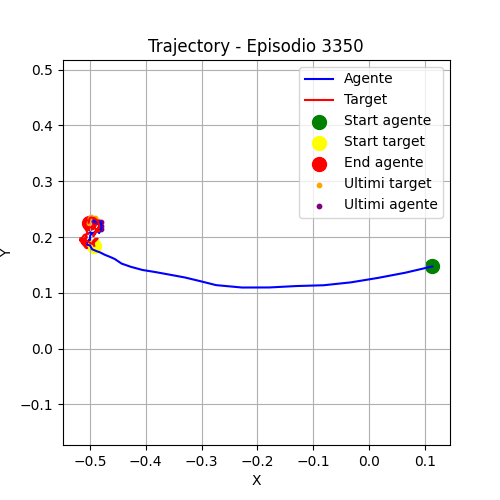 Trajectory - Episodio 3350
0.5
0.4
0.3
0.2
0.1
0.0
−0.1
Y
Agente
Target
Start agente
Start target
End agente
Ultimi target
Ultimi agente
−0.5
−0.4
−0.3
−0.2
−0.1
0.0
0.1
X